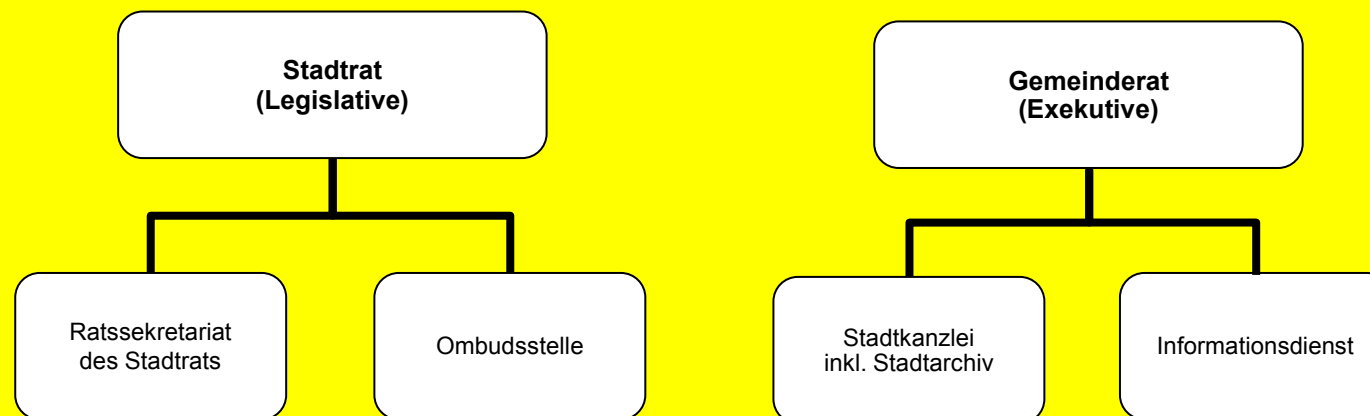 Stadtrat
(Legislative)
Gemeinderat
(Exekutive)
Ratssekretariat
des Stadtrats
Ombudsstelle
Stadtkanzlei
inkl. Stadtarchiv
Informationsdienst